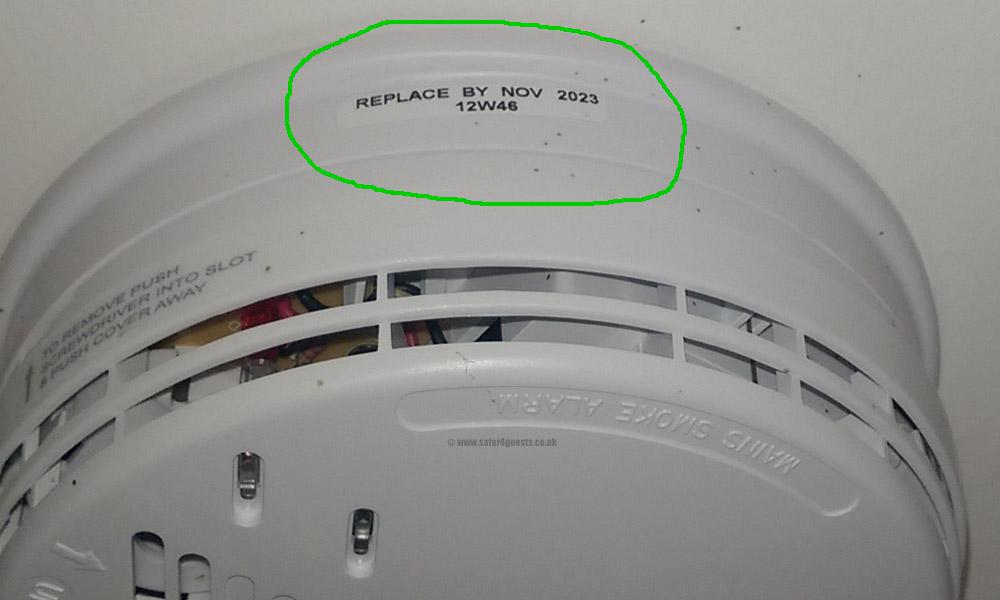 REPLACE BY NOV 2023
12W46
TO REMOVE PUSH
SCREWDRIVER INTO SLOT
& PUSH COVER AWAY
MAINS SMOKE ALARM
© www.safer4guests.co.uk